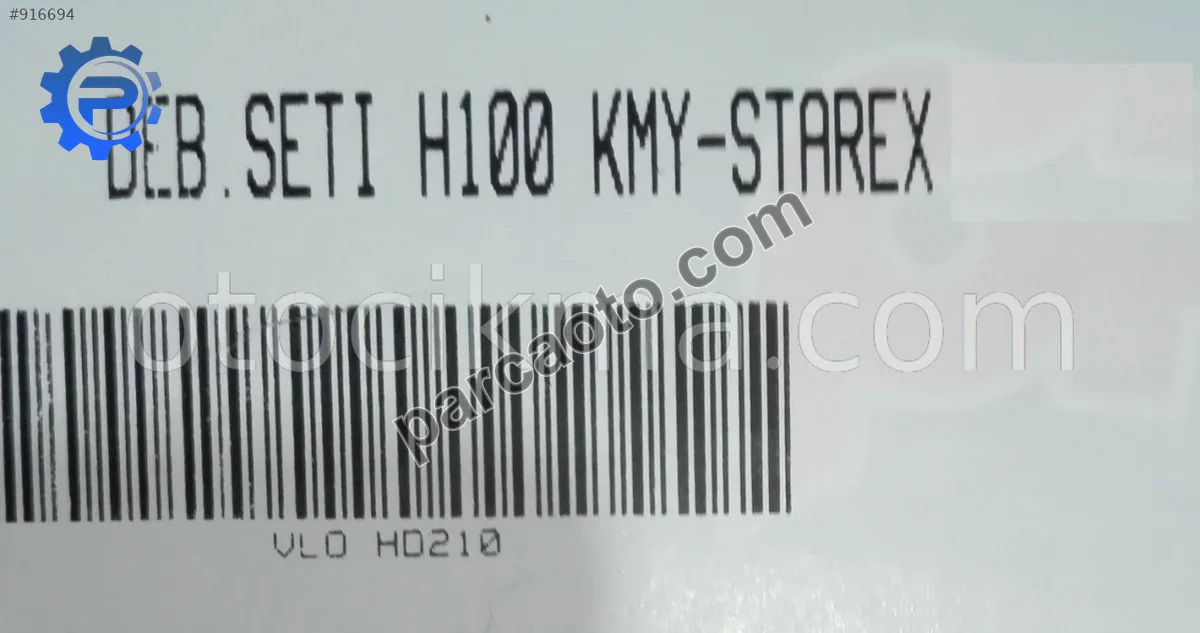 #916694
DEB.SETI H100 KMY-STAREX
otocikma.com
parcaoto.com
VLO HD210